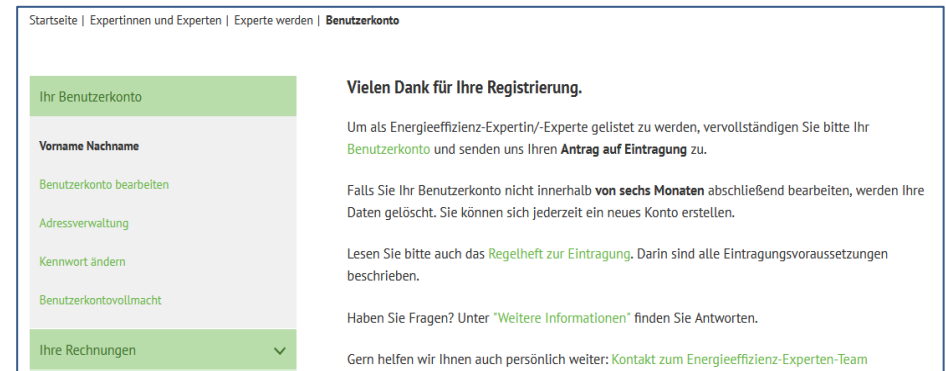 Startseite | Expertinnen und Experten | Experte werden | Benutzerkonto
Ihr Benutzerkonto
Vorname Nachname
Benutzerkonto bearbeiten
Adressverwaltung
Kennwort ändern
Benutzerkontovollmacht
Ihre Rechnungen
Vielen Dank für Ihre Registrierung.
Um als Energieeffizienz-Expertin/-Experte gelistet zu werden, vervollständigen Sie bitte Ihr
Benutzerkonto und senden uns Ihren Antrag auf Eintragung zu.
Falls Sie Ihr Benutzerkonto nicht innerhalb von sechs Monaten abschließend bearbeiten, werden Ihre
Daten gelöscht. Sie können sich jederzeit ein neues Konto erstellen.
Lesen Sie bitte auch das Regelheft zur Eintragung. Darin sind alle Eintragungsvoraussetzungen
beschrieben.
Haben Sie Fragen? Unter "Weitere Informationen" finden Sie Antworten.
Gern helfen wir Ihnen auch persönlich weiter: Kontakt zum Energieeffizienz-Experten-Team